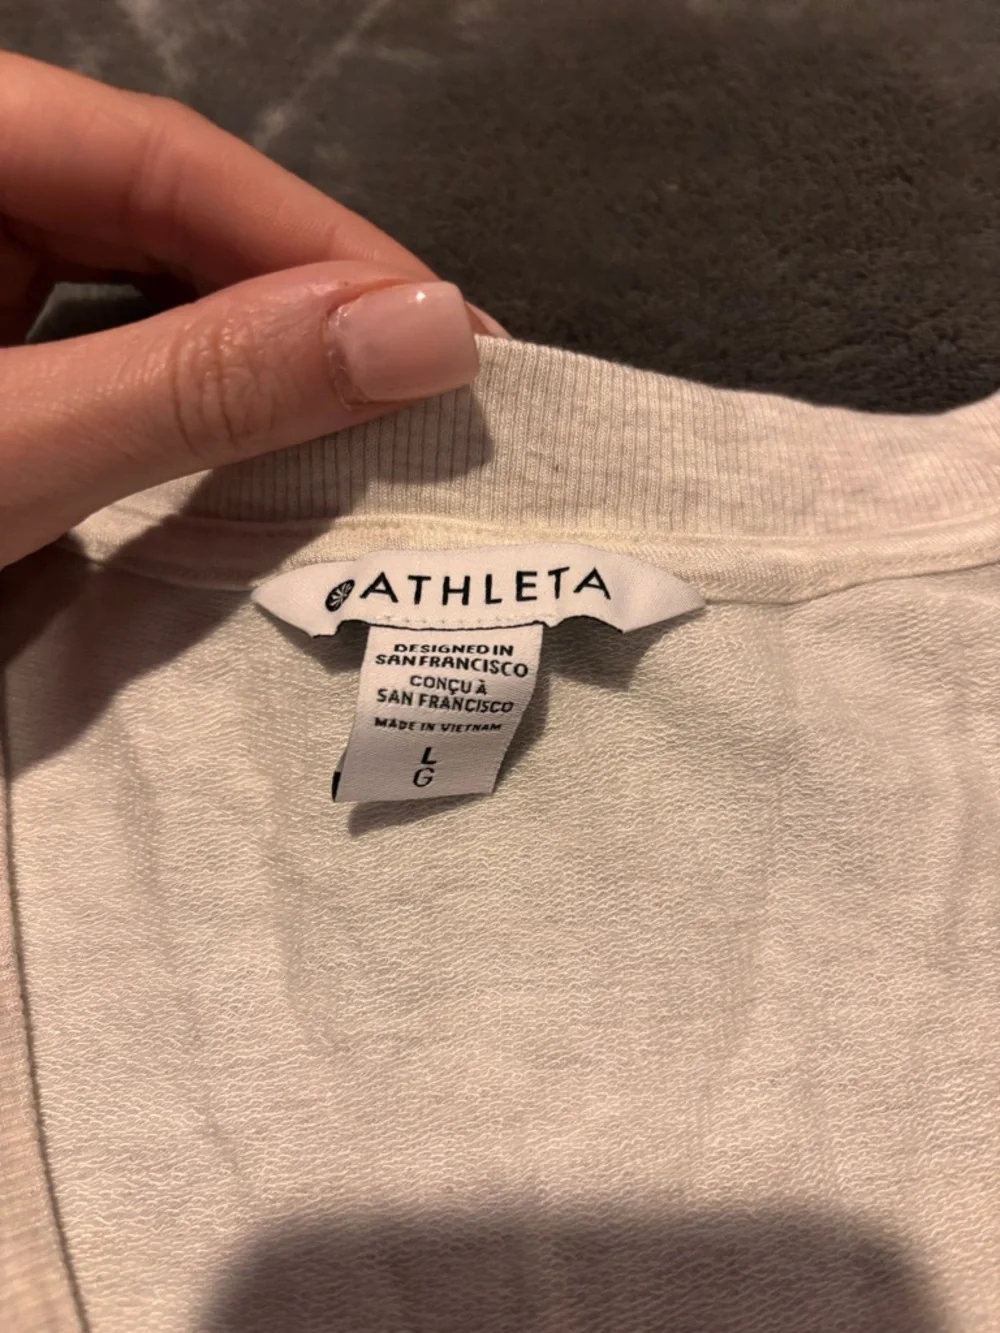 ATHLETA
DESIGNED IN
SAN FRANCISCO
CONÇU À
SAN FRANCISCO
MADE IN VIETNAM
L
G